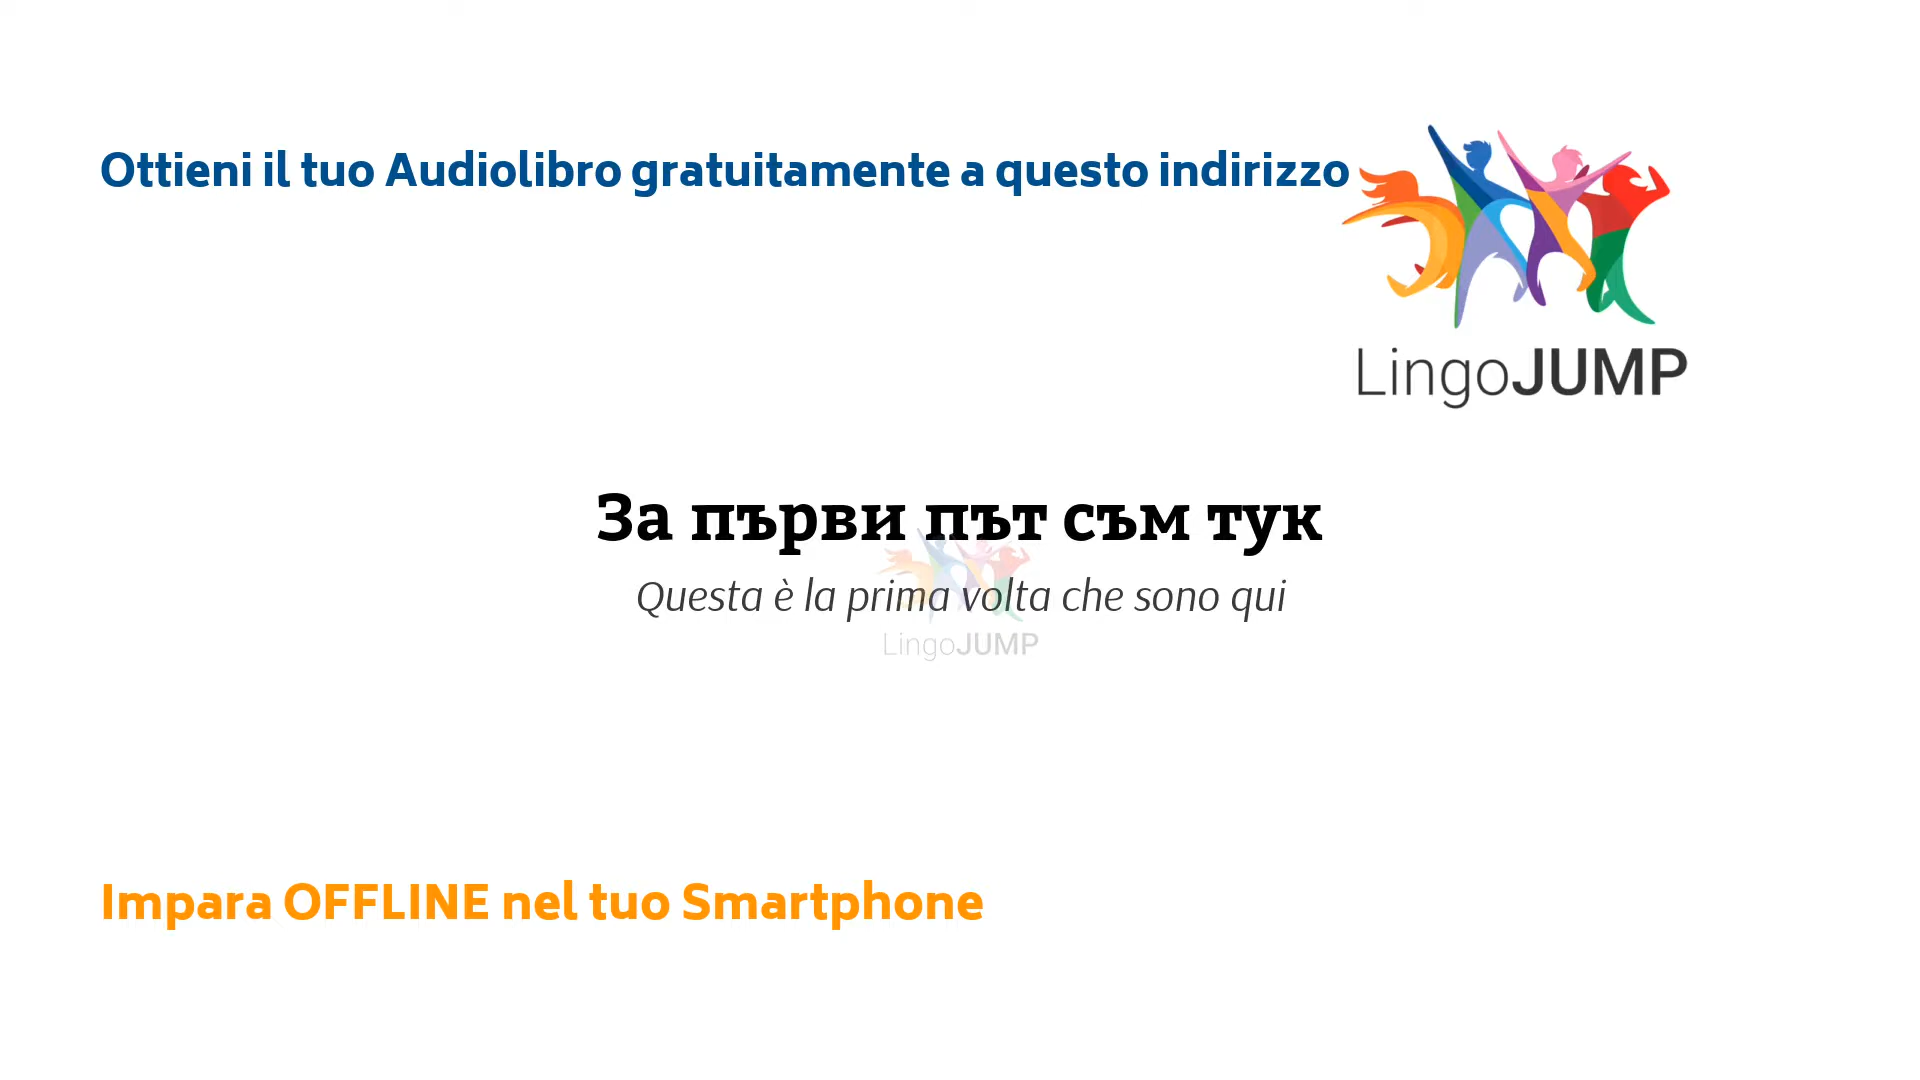 Ottieni il tuo Audiolibro gratuitamente a questo indirizzo
LingoJUMP
За първи път съм тук
Questa è la prima volta che sono qui
LingoJUMP
Impara OFFLINE nel tuo Smartphone